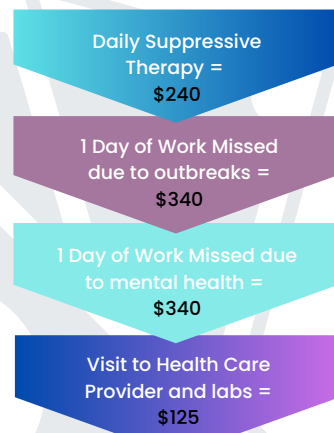 Daily Suppressive
Therapy =
$240
1 Day of Work Missed
due to outbreaks =
$340
1 Day of Work Missed due
to mental health =
$340
Visit to Health Care
Provider and labs =
$125